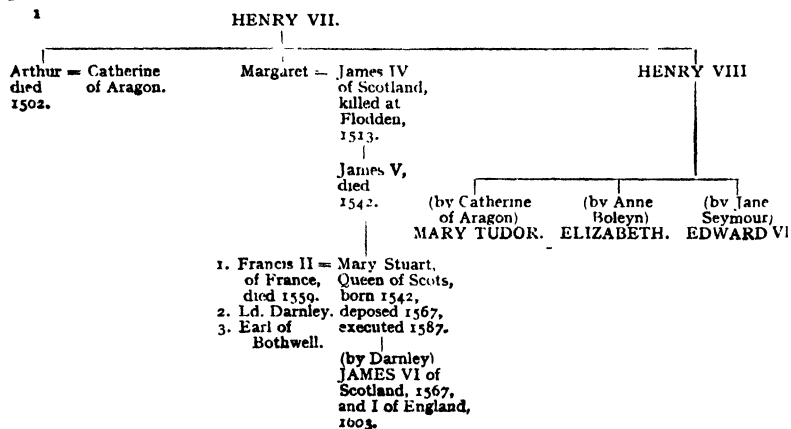 1
HENRY VII.
Arthur = Catherine
died of Aragon.
1502.
Margaret = James IV
of Scotland,
killed at
Flodden,
1513.
HENRY VIII
James V,
died
1542.
(by Catherine
of Aragon)
MARY TUDOR.
(by Anne
Boleyn)
ELIZABETH.
(by Jane
Seymour)
EDWARD VI
1. Francis II = Mary Stuart,
of France, Queen of Scots,
died 1559. born 1542,
2. Ld. Darnley. deposed 1567,
3. Earl of executed 1587.
Bothwell.
(by Darnley)
JAMES VI of
Scotland, 1567,
and I of England,
1603.